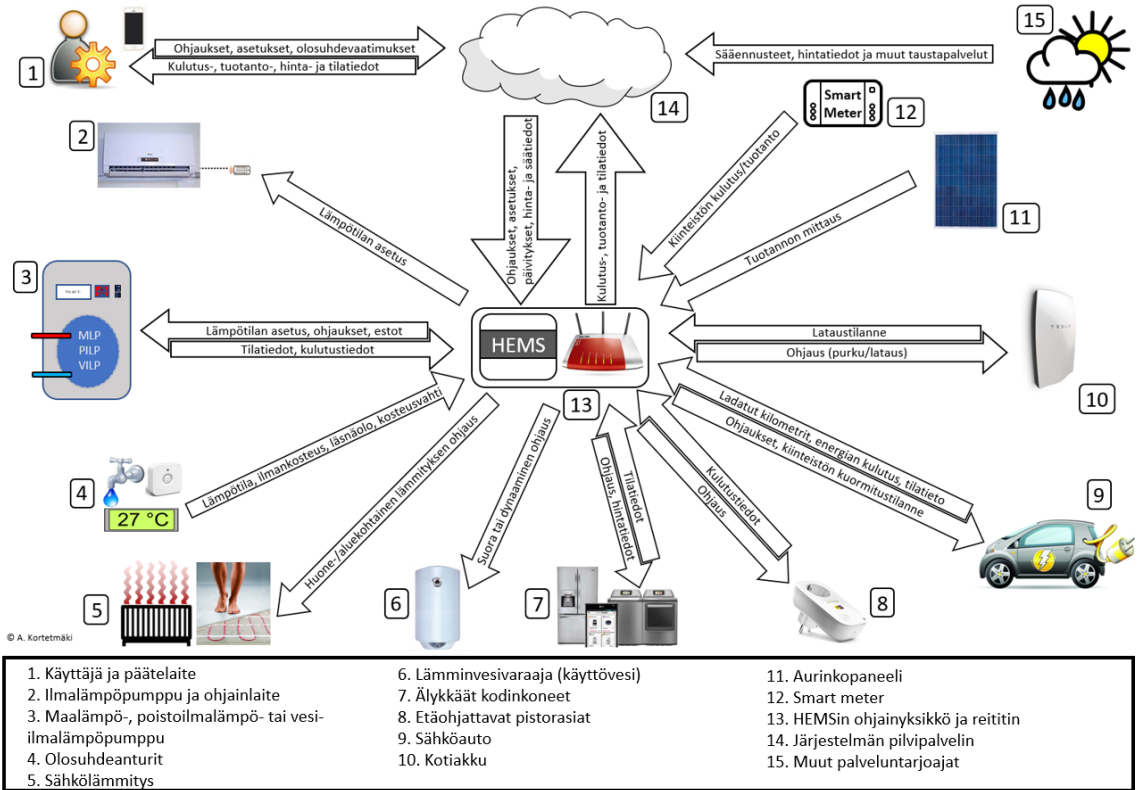 15
Ohjaukset, asetukset, olosuhdevaatimukset
Sääennusteet, hintatiedot ja muut taustapalvelut
Kulutus-, tuotanto-, hinta- ja tilatiedot
1
14
Smart
Meter
12
2
Lämpötilan asetus
Ohjaukset, asetukset,
päivitykset, hinta- ja säätiedot
Kulutus-, tuotanto- ja tilatiedot
Kiinteistön kulutus/tuotanto
Tuotannon mittaus
11
3
MLP
PILP
VILP
Lämpötilan asetus, ohjaukset, estot
Tilatiedot, kulutustiedot
HEMS
13
Lataustilanne
Ohjaus (purku/lataus)
TESLA
10
Lämpötila, ilmankosteus, läsnäolo, kosteusvahti
4
27 °C
Huone-/aluekohtainen lämmityksen ohjaus
Suora tai dynaaminen ohjaus
Tilatiedot
Ohjaus, hintatiedot
Kulutustiedot
Ohjaus
Ladatut kilometrit, energian kulutus, tilatieto
Ohjaukset, kiinteistön kuormitustilanne
9
5
6
7
8
© A. Kortetmäki
1. Käyttäjä ja päätelaite
2. Ilmalämpöpumppu ja ohjainlaite
3. Maalämpö-, poistoilmalämpö- tai vesi-
ilmalämpöpumppu
4. Olosuhdeanturit
5. Sähkölämmitys
6. Lämminvesivaraaja (käyttövesi)
7. Älykkäät kodinkoneet
8. Etäohjattavat pistorasiat
9. Sähköauto
10. Kotiakku
11. Aurinkopaneeli
12. Smart meter
13. HEMSin ohjainyksikkö ja reititin
14. Järjestelmän pilvipalvelin
15. Muut palveluntarjoajat